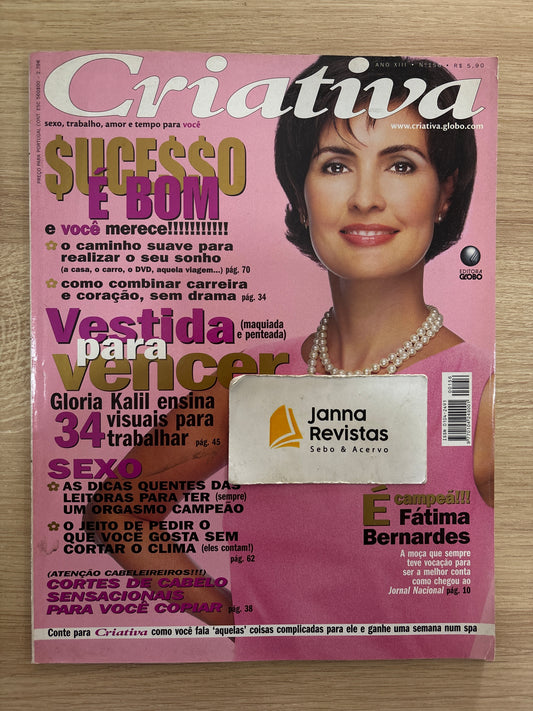 ANO XIII • Nº 156 • R$ 5,90
Criativa
sexo, trabalho, amor e tempo para você
www.criativa.globo.com
$UCE$$O
É BOM
e você merece!!!!!!!!!!!
o caminho suave para
realizar o seu sonho
(a casa, o carro, o DVD, aquela viagem...) pág. 70
como combinar carreira
e coração, sem drama pág. 34
EDITORA
GLOBO
Vestida (maquiada
e penteada)
para
vencer
Gloria Kalil ensina
34 visuais para
trabalhar pág. 45
Janna
Revistas
Sebo & Acervo
SEXO
AS DICAS QUENTES DAS
LEITORAS PARA TER (sempre)
UM ORGASMO CAMPEÃO
O JEITO DE PEDIR O
QUE VOCÊ GOSTA SEM
CORTAR O CLIMA (eles contam!)
pág. 62
É campeã!!!
Fátima
Bernardes
A moça que sempre
teve vocação para
ser a melhor conta
como chegou ao
Jornal Nacional pág. 10
(ATENÇÃO CABELEIREIROS!!!)
CORTES DE CABELO
SENSACIONAIS
PARA VOCÊ COPIAR pág. 38
Conte para Criativa como você fala 'aquelas' coisas complicadas para ele e ganhe uma semana num spa